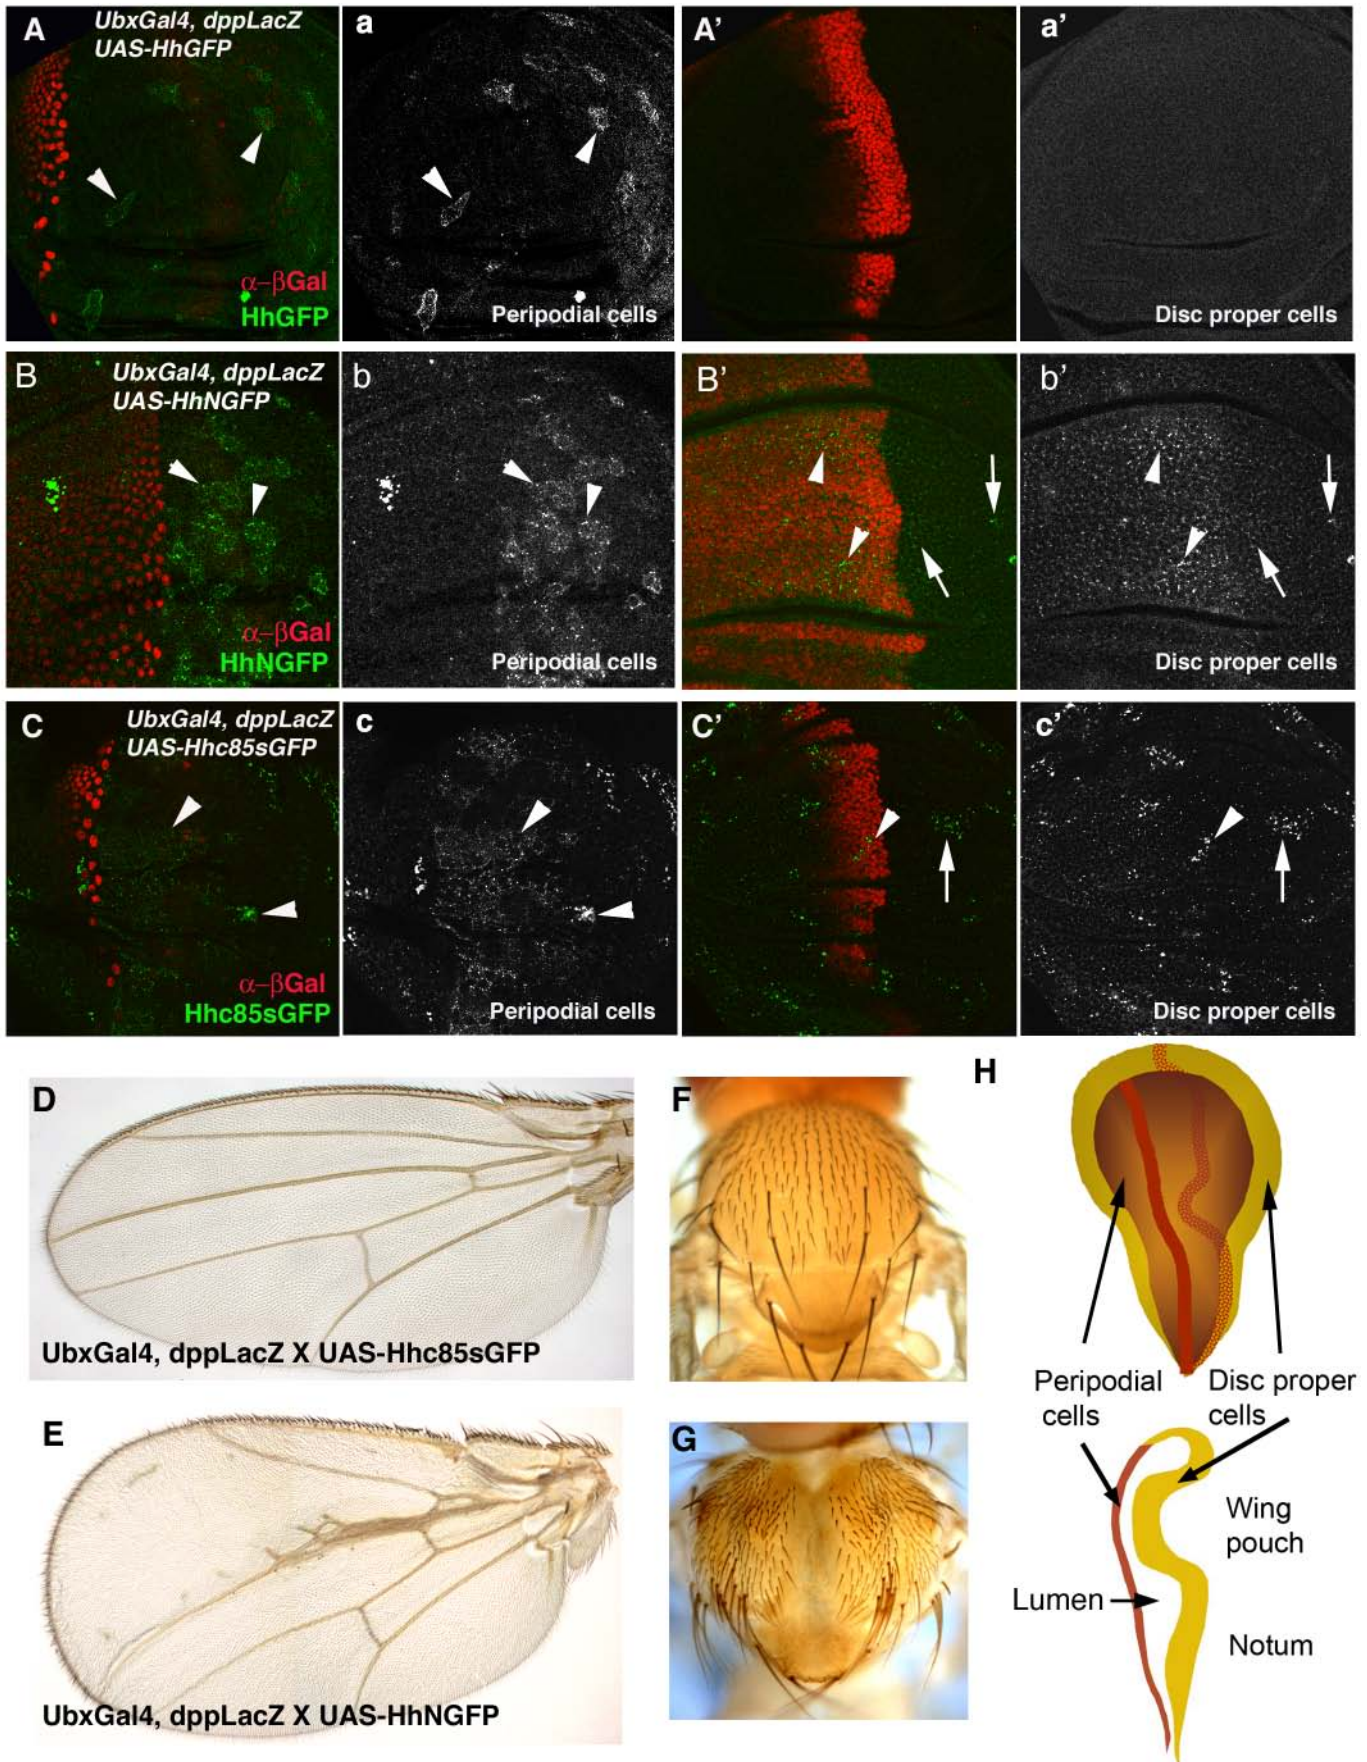 A
UbxGal4, dppLacZ
UAS-HhGFP
α–βGal
HhGFP
a
Peripodial cells
A’
a’
Disc proper cells
B
UbxGal4, dppLacZ
UAS-HhNGFP
α–βGal
HhNGFP
b
Peripodial cells
B’
b’
Disc proper cells
C
UbxGal4, dppLacZ
UAS-Hhc85sGFP
α–βGal
Hhc85sGFP
c
Peripodial cells
C’
c’
Disc proper cells
D
UbxGal4, dppLacZ X UAS-Hhc85sGFP
E
UbxGal4, dppLacZ X UAS-HhNGFP
F
G
H
Peripodial
cells
Disc proper
cells
Wing
pouch
Lumen
Notum